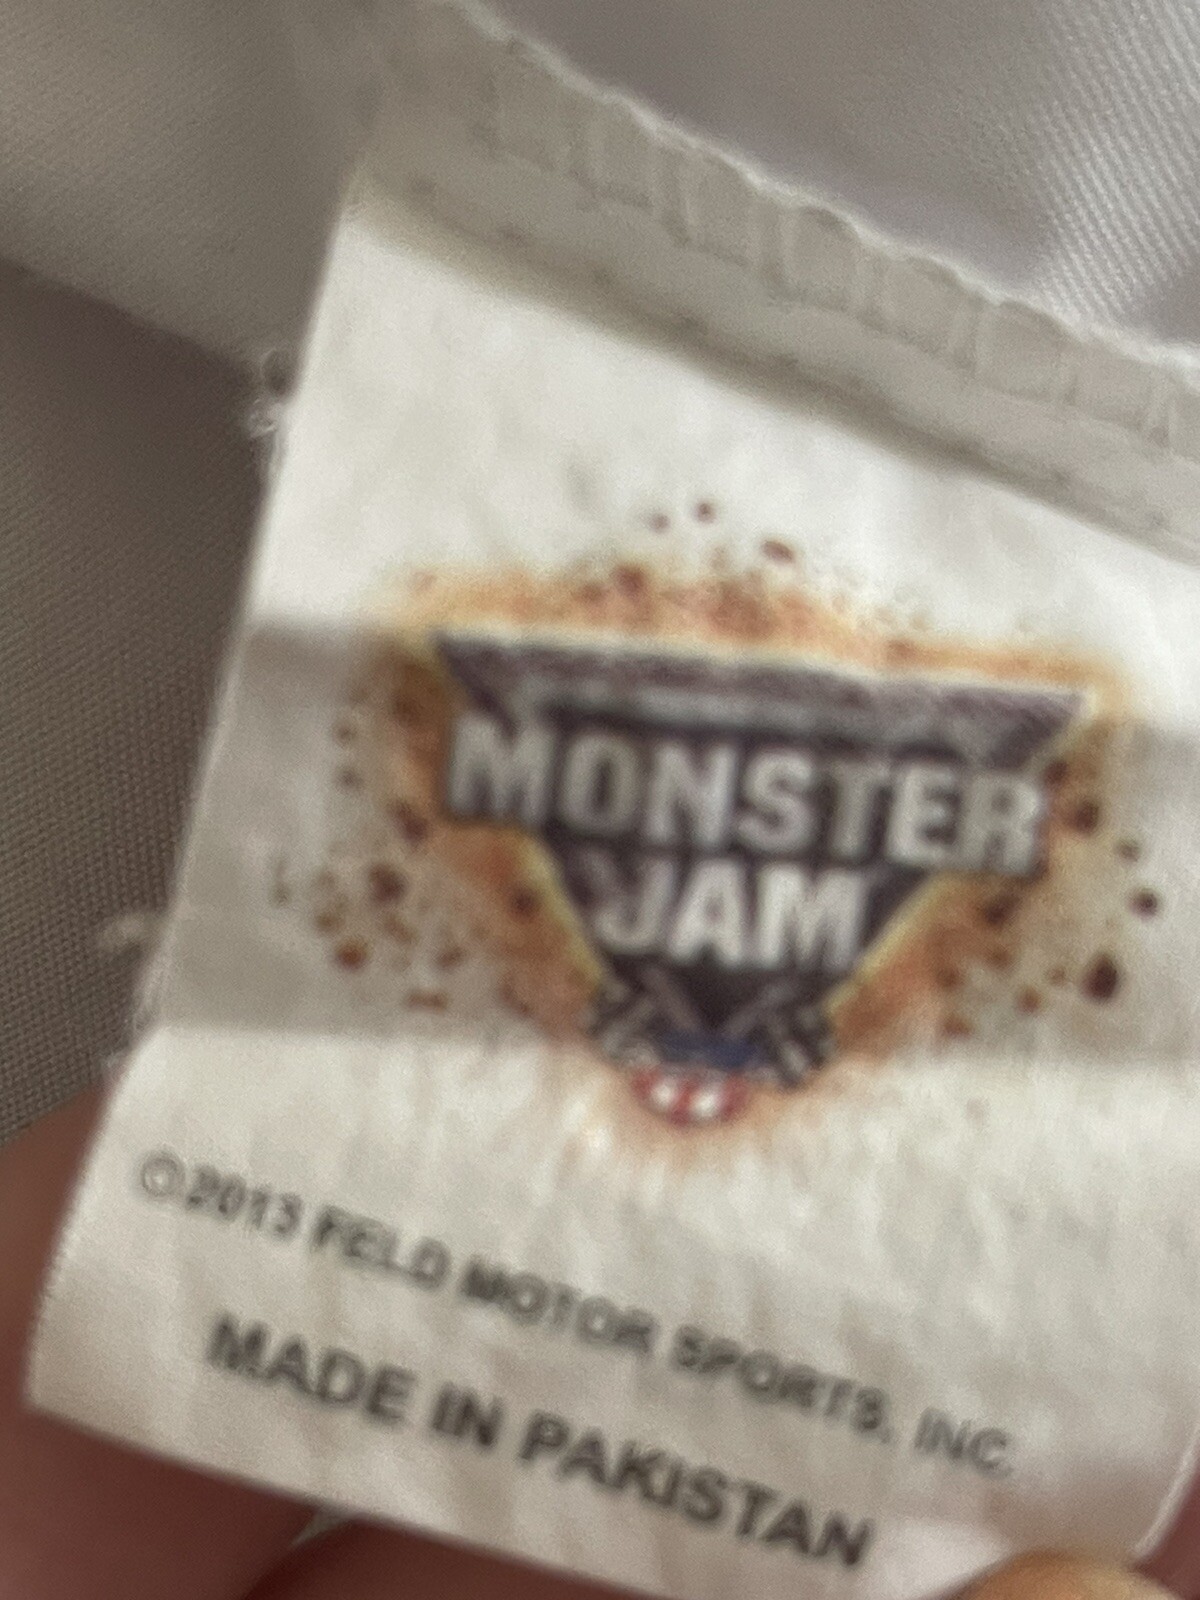 MONSTER
JAM
©2013 FELD MOTOR SPORTS, INC.
MADE IN PAKISTAN